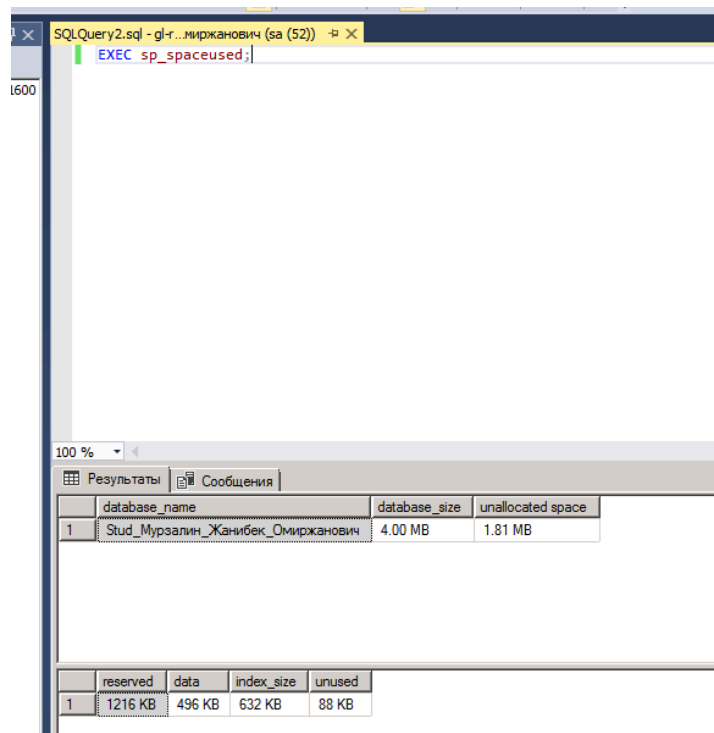 SQLQuery2.sql - gl-r...миржанович (sa (52))
EXEC sp_spaceused;
1600
100 %
Результаты Сообщения
database_name database_size unallocated space
1 Stud_Мурзалин_Жанибек_Омиржанович 4.00 MB 1.81 MB
reserved data index_size unused
1 1216 KB 496 KB 632 KB 88 KB